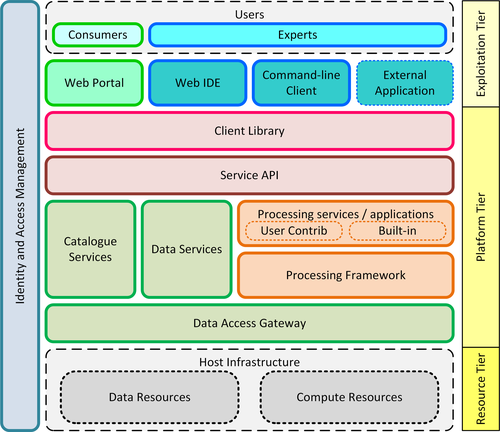 Identity and Access Management
Users
Consumers
Experts
Web Portal
Web IDE
Command-line
Client
External
Application
Client Library
Service API
Catalogue
Services
Data Services
Processing services / applications
User Contrib
Built-in
Processing Framework
Data Access Gateway
Host Infrastructure
Data Resources
Compute Resources
Exploitation Tier
Platform Tier
Resource Tier